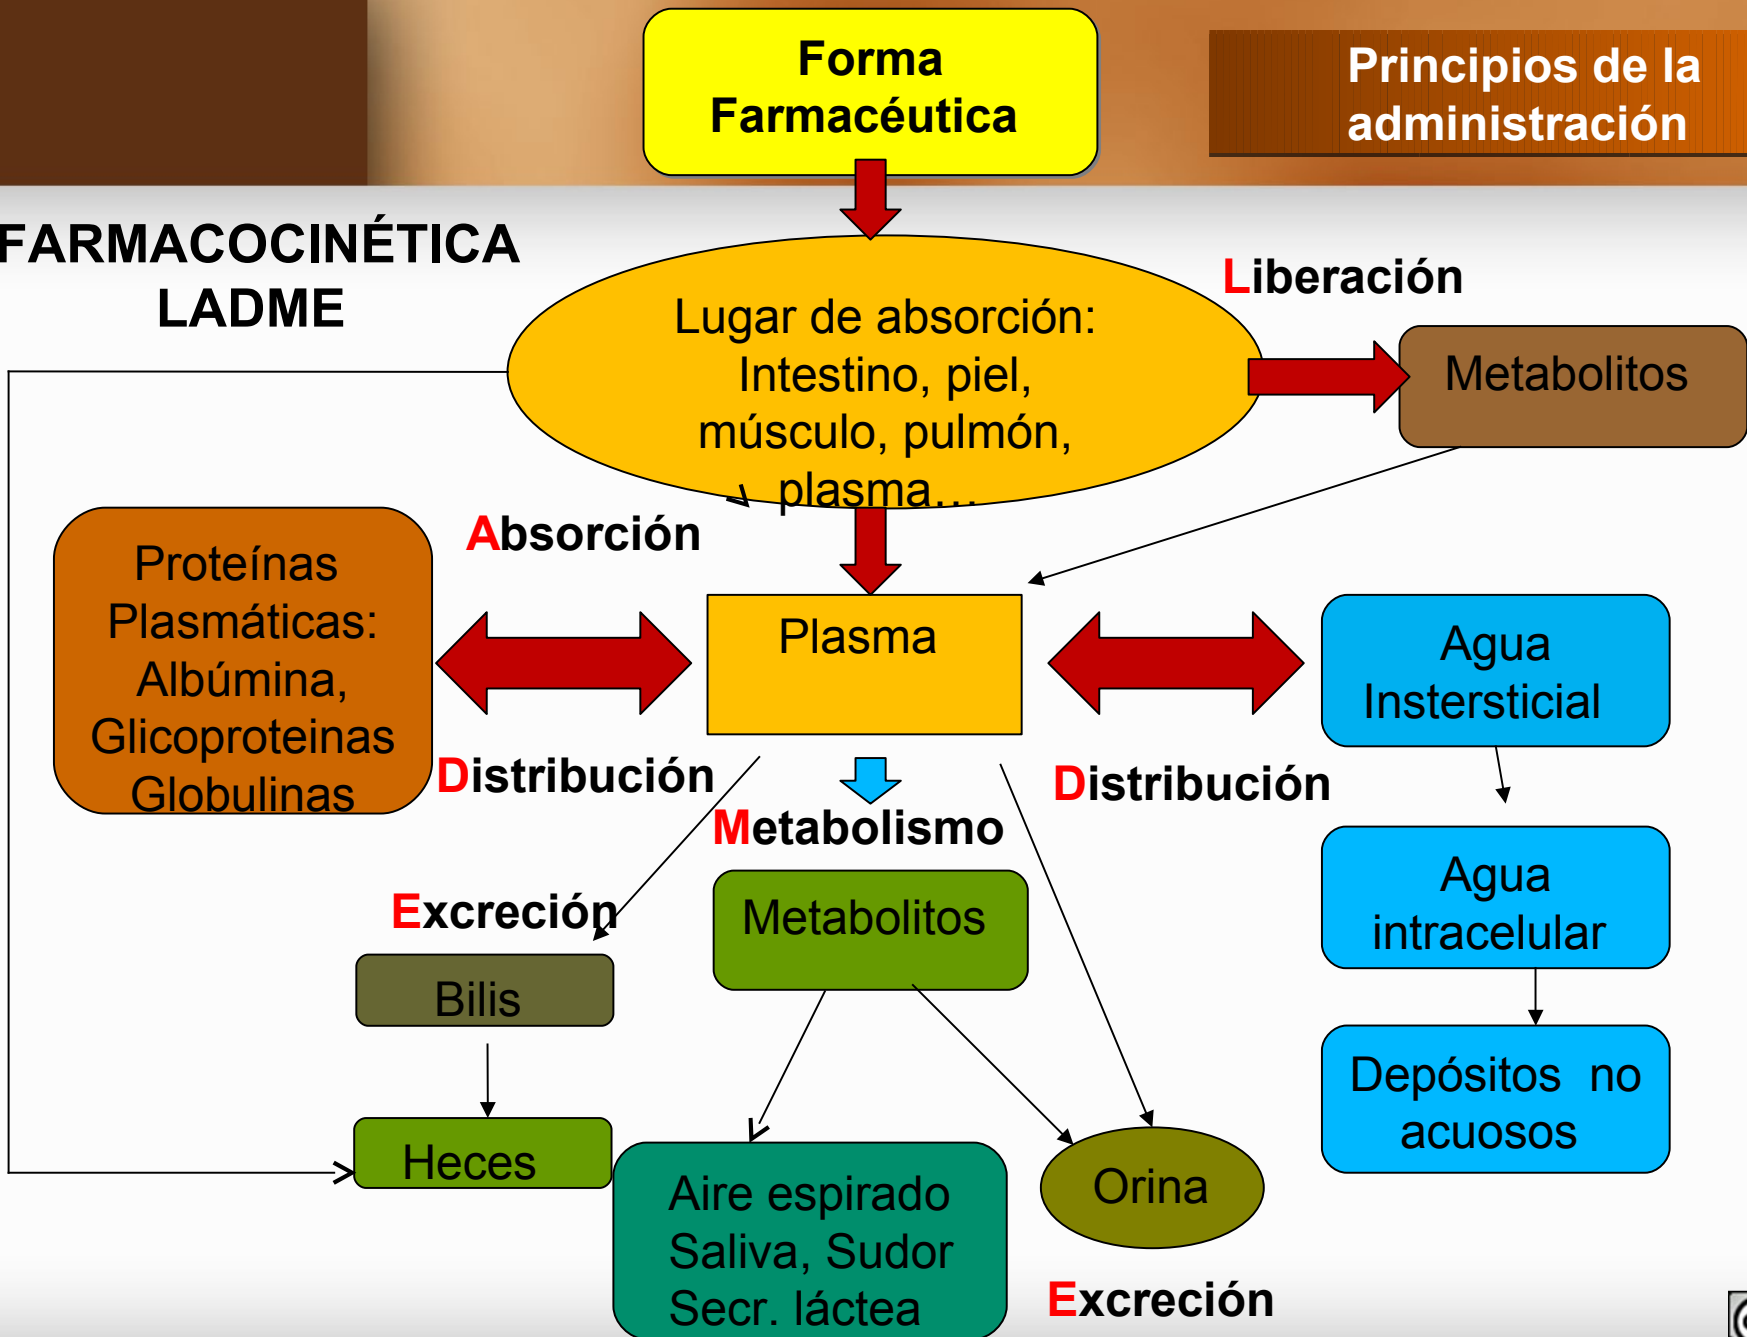 Forma
Farmacéutica
Principios de la
administración
FARMACOCINÉTICA
LADME
Liberación
Lugar de absorción:
Intestino, piel,
músculo, pulmón,
plasma…
Metabolitos
Absorción
Proteínas
Plasmáticas:
Albúmina,
Glicoproteinas
Globulinas
Plasma
Agua
Instersticial
Distribución
Distribución
Metabolismo
Excreción
Metabolitos
Agua
intracelular
Bilis
Depósitos no
acuosos
Heces
Aire espirado
Saliva, Sudor
Secr. láctea
Orina
Excreción